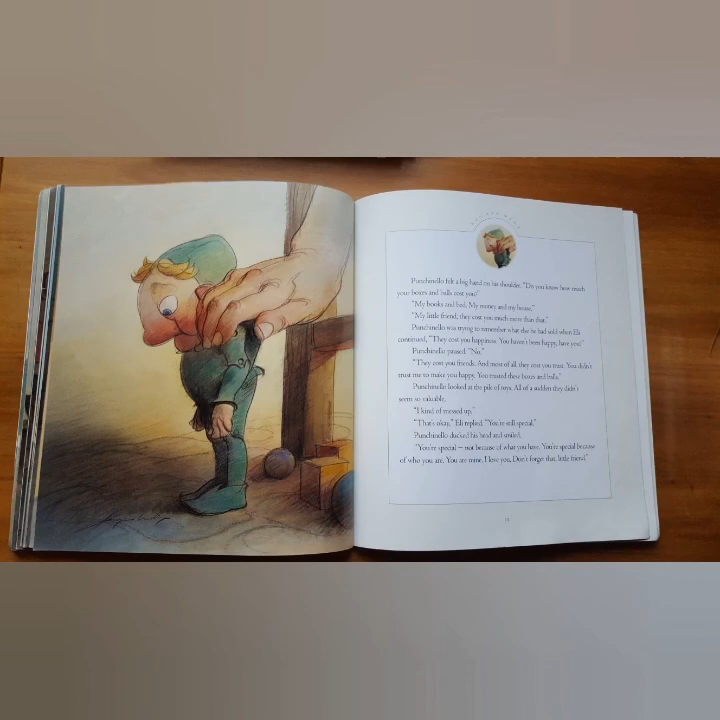 Punchinello felt a big hand on his shoulder. "Do you know how much
your boxes and balls cost you?"
"My books and bed. My money and my house."
"My little friend, they cost you much more than that."
Punchinello was trying to remember what else he had sold when Eli
continued, "They cost you happiness. You haven't been happy, have you?"
Punchinello paused. "No."
"They cost you friends. And most of all, they cost you trust. You didn't
trust me to make you happy. You trusted these boxes and balls."
Punchinello looked at the pile of toys. All of a sudden they didn't
seem so valuable.
"I kind of messed up."
"That's okay," Eli replied. "You're still special."
Punchinello ducked his head and smiled.
"You're special – not because of what you have. You're special because
of who you are. You are mine. I love you. Don't forget that, little friend."